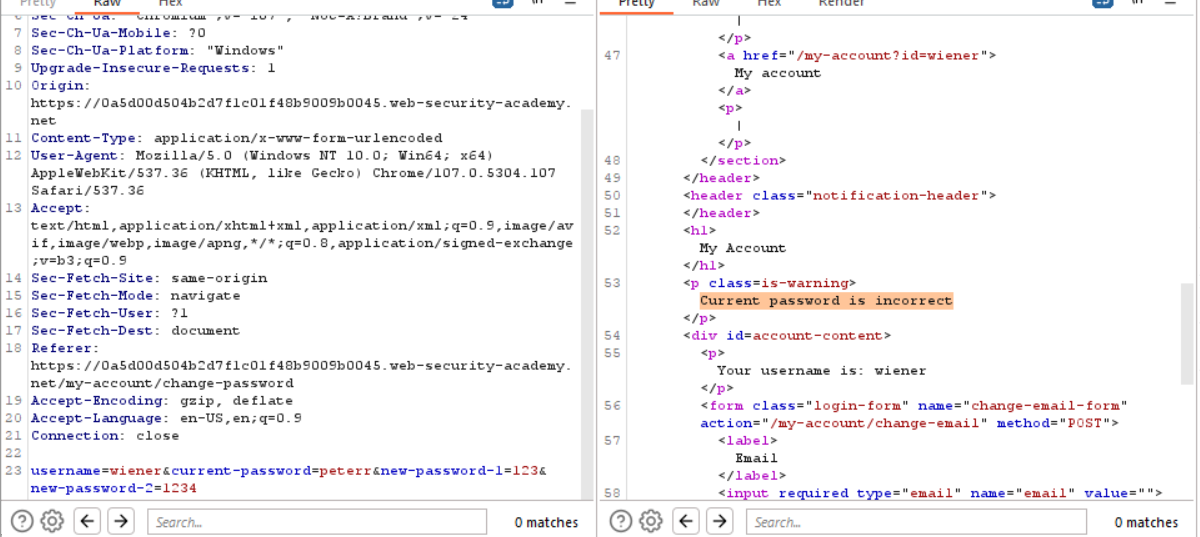 Pretty Raw Hex
6 Sec-Ch-Ua: "Chromium";v="107", "Not=A?Brand";v="24"
7 Sec-Ch-Ua-Mobile: ?0
8 Sec-Ch-Ua-Platform: "Windows"
9 Upgrade-Insecure-Requests: 1
10 Origin:
https://0a5d00d504b2d7f1c01f48b9009b0045.web-security-academy.
net
11 Content-Type: application/x-www-form-urlencoded
12 User-Agent: Mozilla/5.0 (Windows NT 10.0; Win64; x64)
AppleWebKit/537.36 (KHTML, like Gecko) Chrome/107.0.5304.107
Safari/537.36
13 Accept:
text/html,application/xhtml+xml,application/xml;q=0.9,image/av
if,image/webp,image/apng,*/*;q=0.8,application/signed-exchange
;v=b3;q=0.9
14 Sec-Fetch-Site: same-origin
15 Sec-Fetch-Mode: navigate
16 Sec-Fetch-User: ?1
17 Sec-Fetch-Dest: document
18 Referer:
https://0a5d00d504b2d7f1c01f48b9009b0045.web-security-academy.
net/my-account/change-password
19 Accept-Encoding: gzip, deflate
20 Accept-Language: en-US,en;q=0.9
21 Connection: close
22
23 username=wiener&current-password=peterr&new-password-1=123&
new-password-2=1234
Search...
0 matches
Pretty Raw Hex Render
|
</p>
47 <a href="/my-account?id=wiener">
My account
</a>
<p>
|
</p>
48 </section>
49 </header>
50 <header class="notification-header">
51 </header>
52 <h1>
My Account
</h1>
53 <p class=is-warning>
Current password is incorrect
</p>
54 <div id=account-content>
55 <p>
Your username is: wiener
</p>
56 <form class="login-form" name="change-email-form"
action="/my-account/change-email" method="POST">
57 <label>
Email
</label>
58 <input required type="email" name="email" value="">
Search...
0 matches